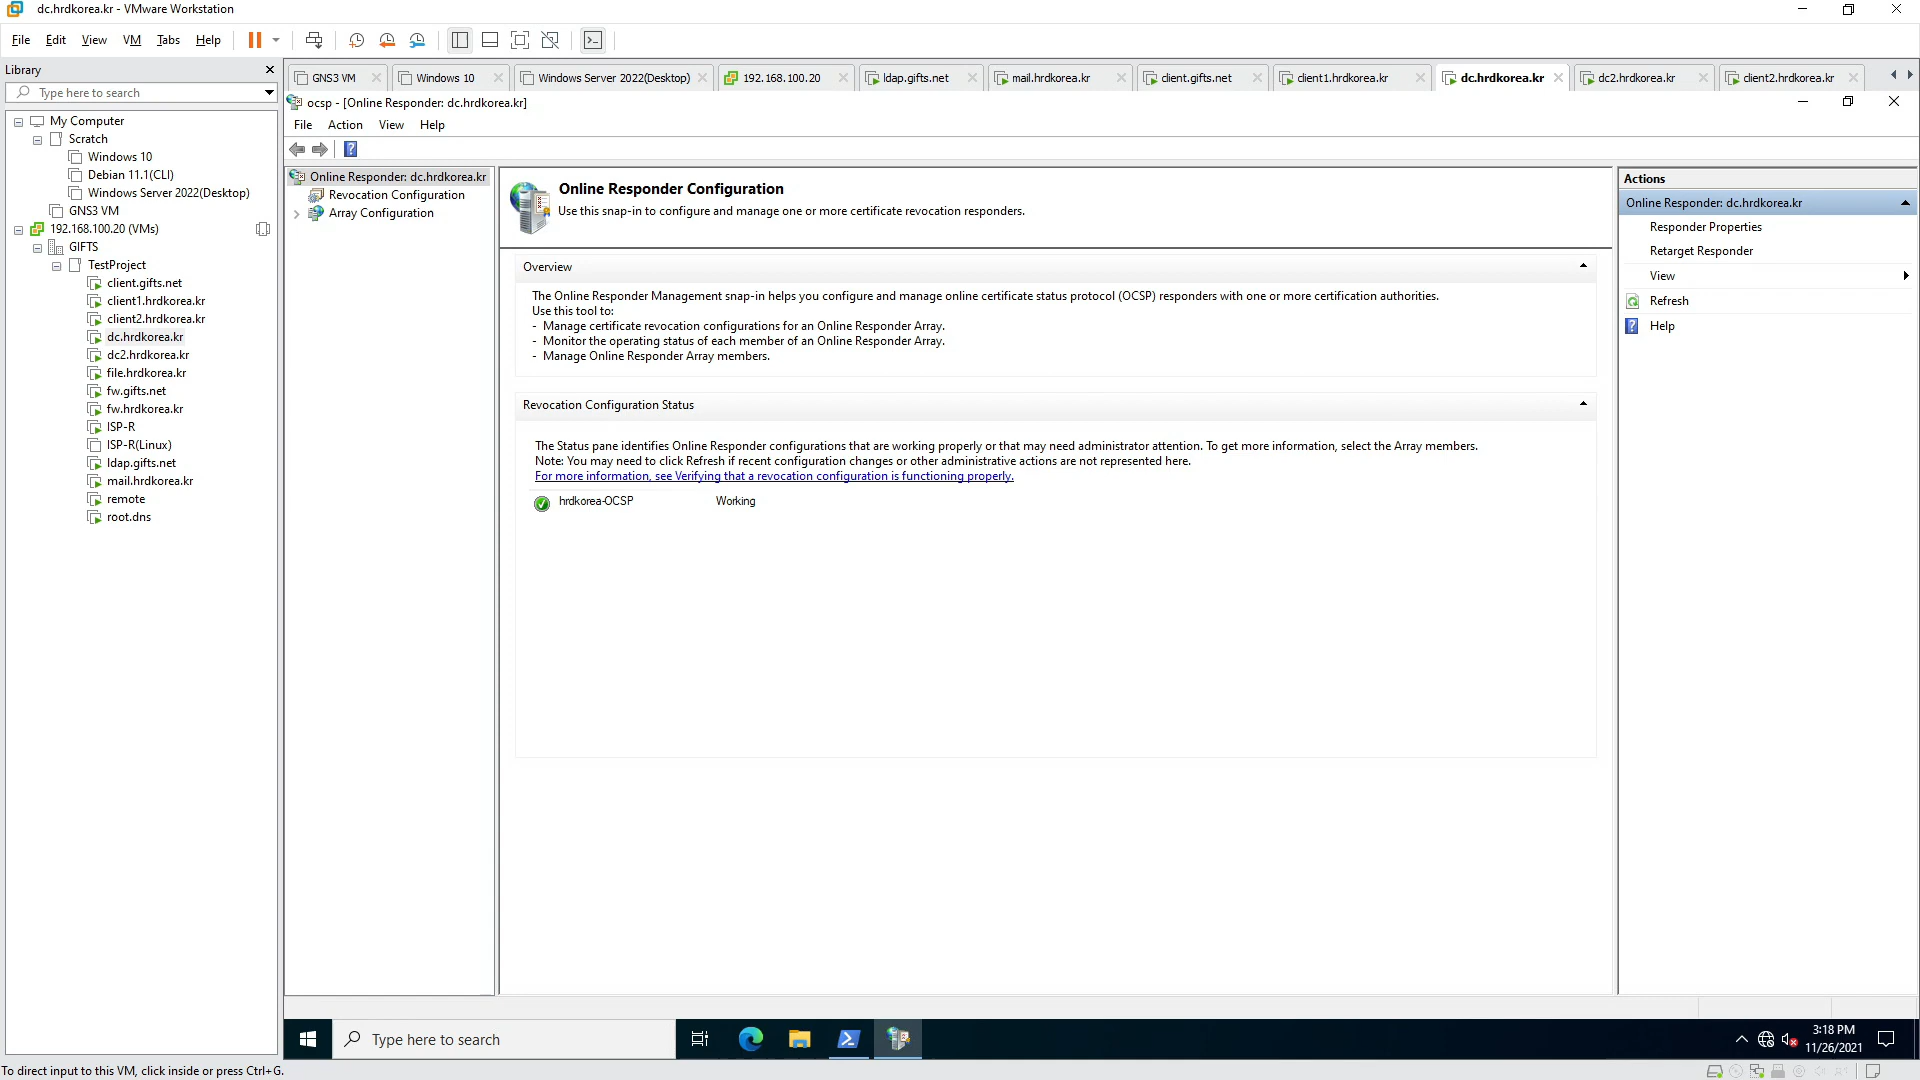 dc.hrdkorea.kr - VMware Workstation
File Edit View VM Tabs Help
Library
Type here to search
My Computer
Scratch
Windows 10
Debian 11.1(CLI)
Windows Server 2022(Desktop)
GNS3 VM
192.168.100.20 (VMs)
GIFTS
TestProject
client.gifts.net
client1.hrdkorea.kr
client2.hrdkorea.kr
dc.hrdkorea.kr
dc2.hrdkorea.kr
file.hrdkorea.kr
fw.gifts.net
fw.hrdkorea.kr
ISP-R
ISP-R(Linux)
ldap.gifts.net
mail.hrdkorea.kr
remote
root.dns
GNS3 VM Windows 10 Windows Server 2022(Desktop) 192.168.100.20 ldap.gifts.net mail.hrdkorea.kr client.gifts.net client1.hrdkorea.kr dc.hrdkorea.kr dc2.hrdkorea.kr client2.hrdkorea.kr
ocsp - [Online Responder: dc.hrdkorea.kr]
File Action View Help
Online Responder: dc.hrdkorea.kr
Revocation Configuration
Array Configuration
Online Responder Configuration
Use this snap-in to configure and manage one or more certificate revocation responders.
Overview
The Online Responder Management snap-in helps you configure and manage online certificate status protocol (OCSP) responders with one or more certification authorities.
Use this tool to:
- Manage certificate revocation configurations for an Online Responder Array.
- Monitor the operating status of each member of an Online Responder Array.
- Manage Online Responder Array members.
Revocation Configuration Status
The Status pane identifies Online Responder configurations that are working properly or that may need administrator attention. To get more information, select the Array members.
Note: You may need to click Refresh if recent configuration changes or other administrative actions are not represented here.
For more information, see Verifying that a revocation configuration is functioning properly.
hrdkorea-OCSP Working
Actions
Online Responder: dc.hrdkorea.kr
Responder Properties
Retarget Responder
View
Refresh
Help
Type here to search
3:18 PM
11/26/2021
To direct input to this VM, click inside or press Ctrl+G.